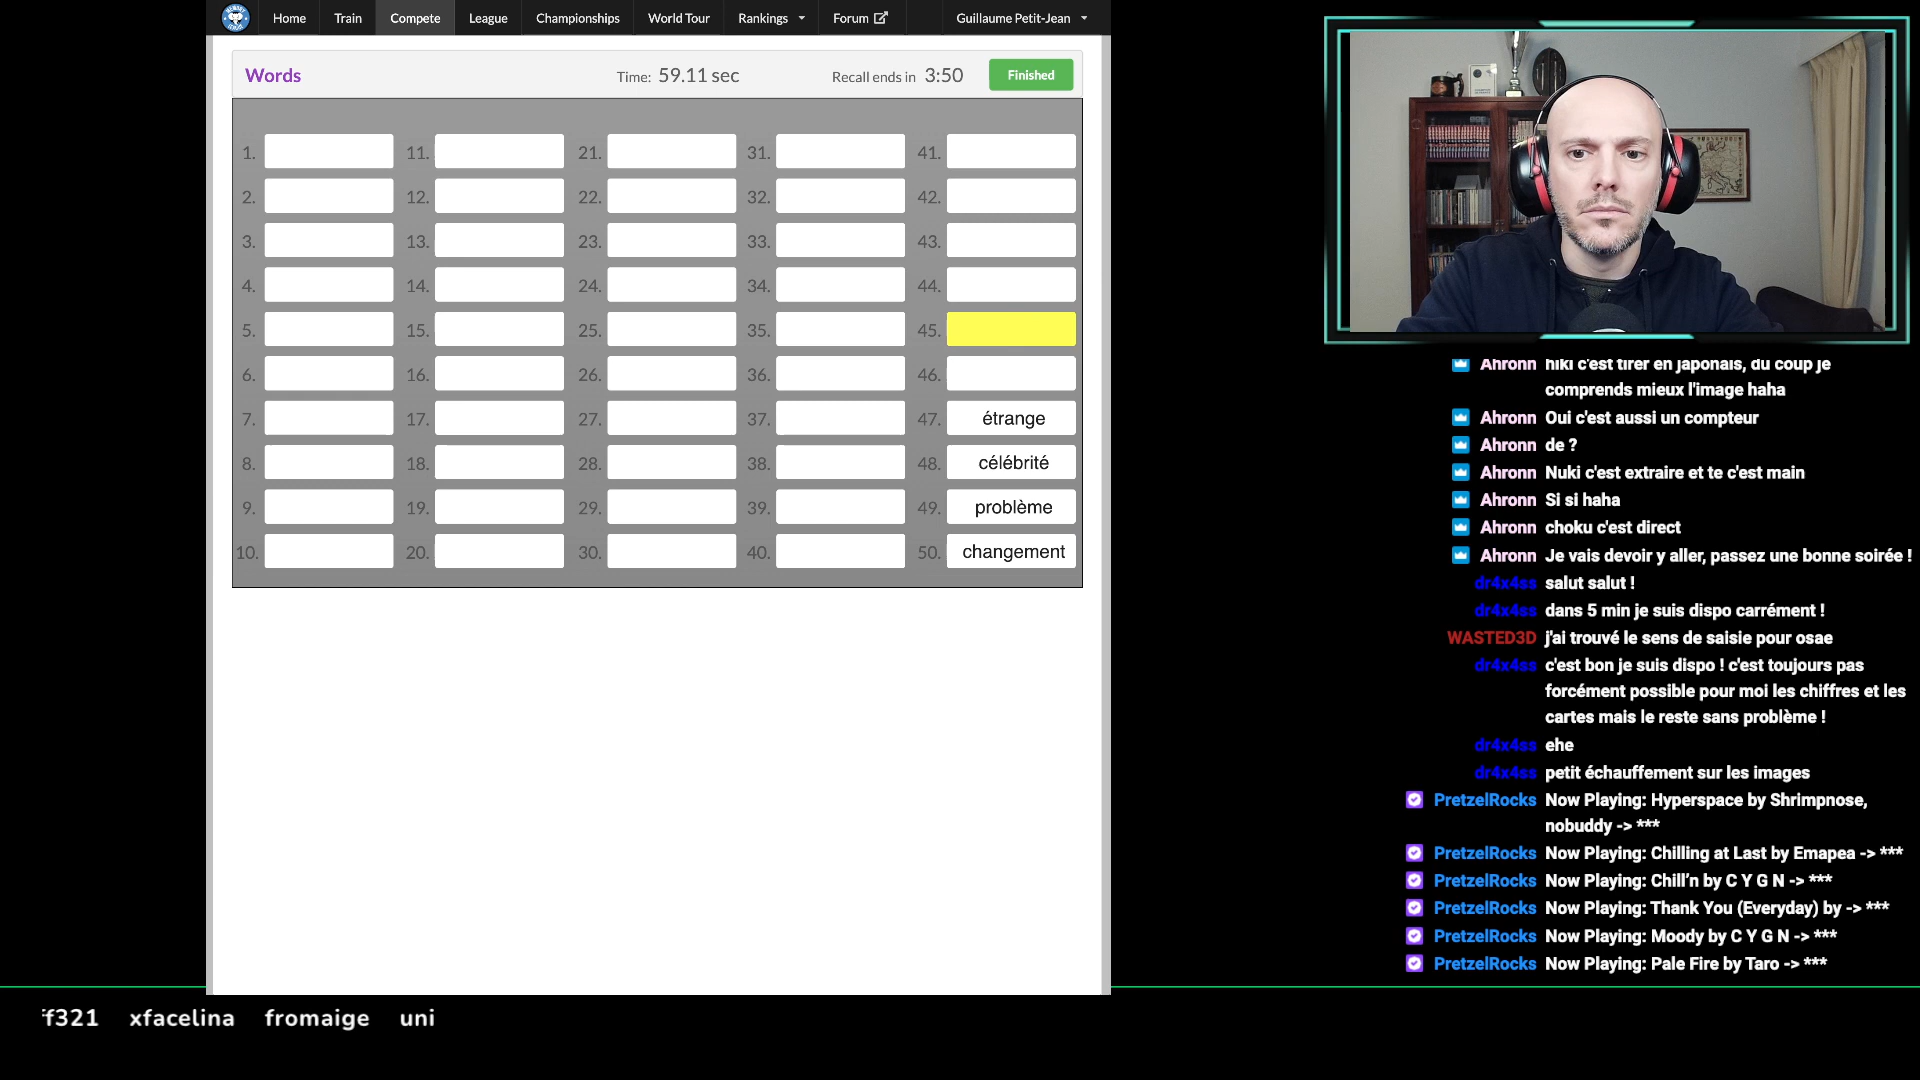 Home Train Compete League Championships World Tour Rankings Forum Guillaume Petit-Jean
Words Time: 59.11 sec Recall ends in 3:50 Finished
1. 11. 21. 31. 41.
2. 12. 22. 32. 42.
3. 13. 23. 33. 43.
4. 14. 24. 34. 44.
5. 15. 25. 35. 45.
6. 16. 26. 36. 46.
7. 17. 27. 37. 47. étrange
8. 18. 28. 38. 48. célébrité
9. 19. 29. 39. 49. problème
10. 20. 30. 40. 50. changement
Ahronn hiki c'est tirer en japonais, du coup je
comprends mieux l'image haha
Ahronn Oui c'est aussi un compteur
Ahronn de ?
Ahronn Nuki c'est extraire et te c'est main
Ahronn Si si haha
Ahronn choku c'est direct
Ahronn Je vais devoir y aller, passez une bonne soirée !
dr4x4ss salut salut !
dr4x4ss dans 5 min je suis dispo carrément !
WASTED3D j'ai trouvé le sens de saisie pour osae
dr4x4ss c'est bon je suis dispo ! c'est toujours pas
forcément possible pour moi les chiffres et les
cartes mais le reste sans problème !
dr4x4ss ehe
dr4x4ss petit échauffement sur les images
PretzelRocks Now Playing: Hyperspace by Shrimpnose,
nobuddy -> ***
PretzelRocks Now Playing: Chilling at Last by Emapea -> ***
PretzelRocks Now Playing: Chill’n by C Y G N -> ***
PretzelRocks Now Playing: Thank You (Everyday) by -> ***
PretzelRocks Now Playing: Moody by C Y G N -> ***
PretzelRocks Now Playing: Pale Fire by Taro -> ***
f321 xfacelina fromaige uni